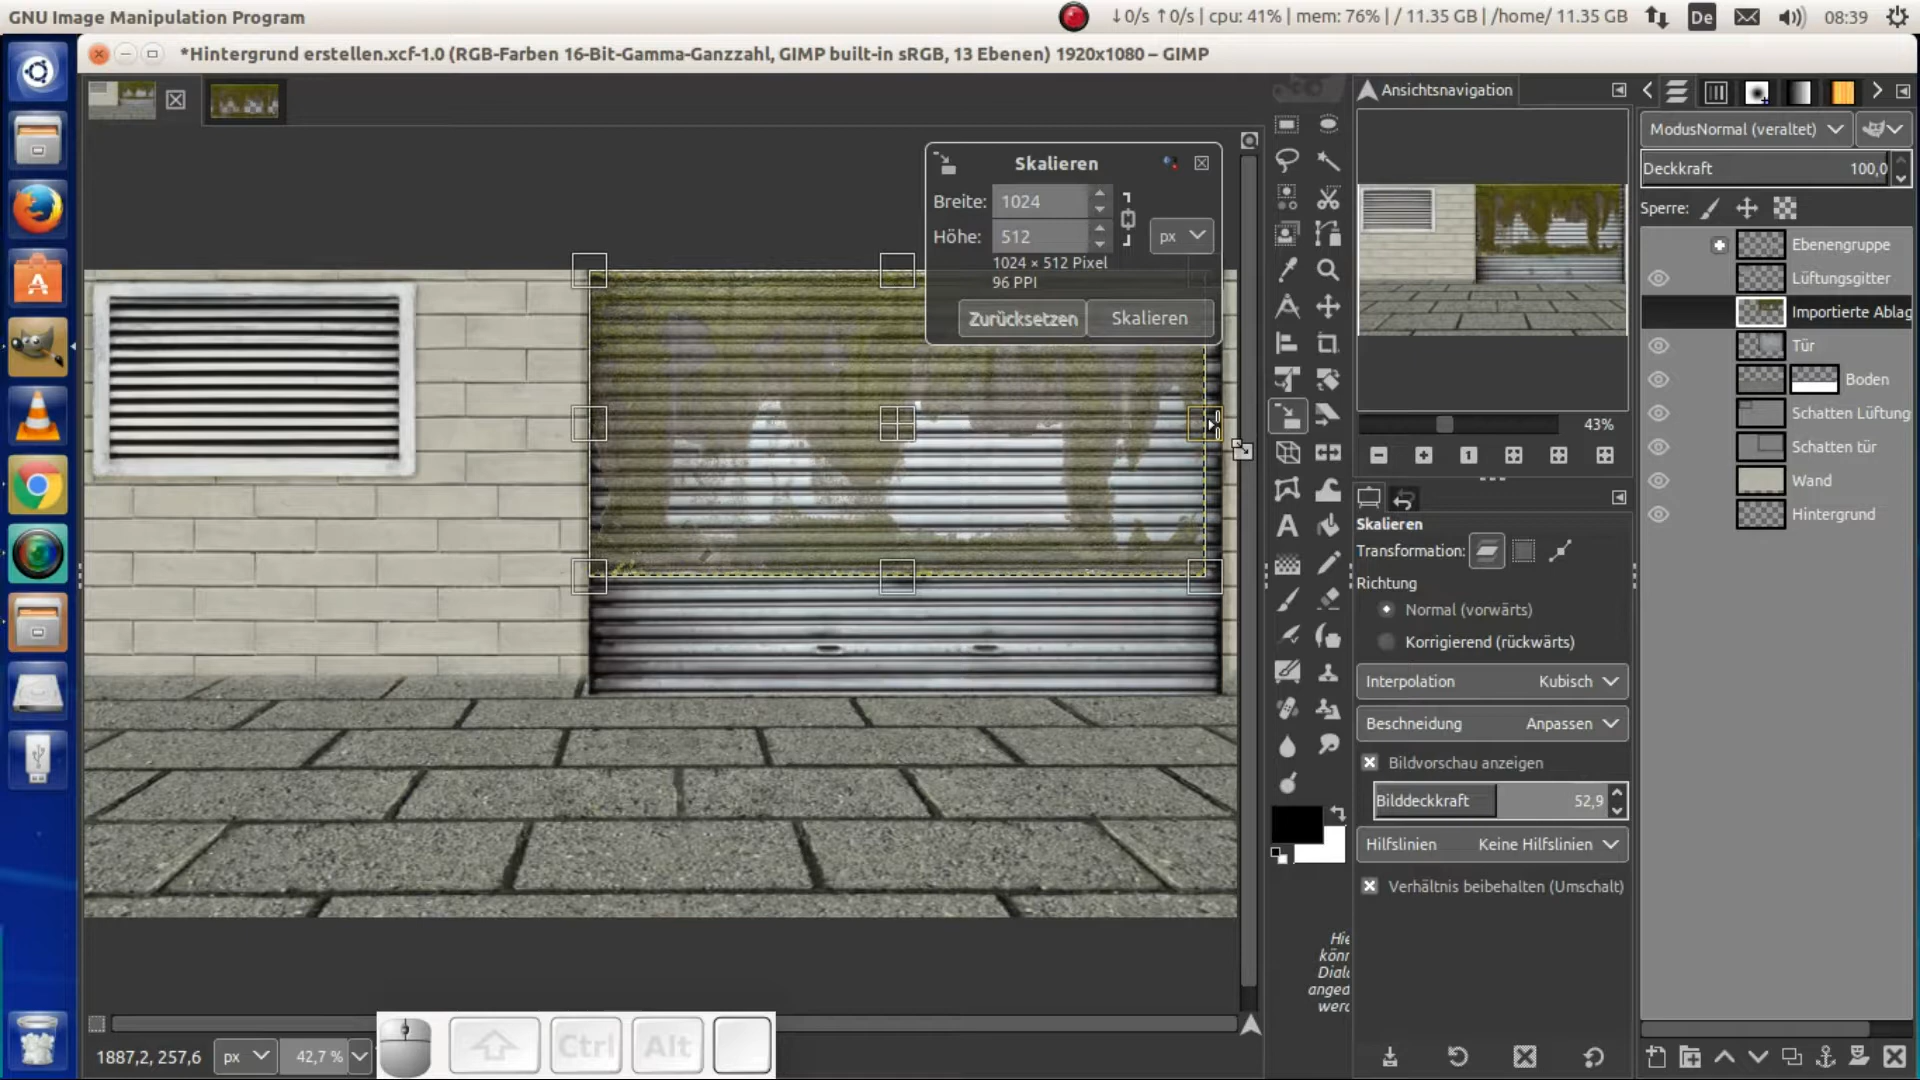 GNU Image Manipulation Program
↓0/s ↑0/s | cpu: 41% | mem: 76% | / 11.35 GB | /home/ 11.35 GB
De
08:39
*Hintergrund erstellen.xcf-1.0 (RGB-Farben 16-Bit-Gamma-Ganzzahl, GIMP built-in sRGB, 13 Ebenen) 1920x1080 – GIMP
Skalieren
Breite: 1024
Höhe: 512
px
1024 × 512 Pixel
96 PPI
Zurücksetzen
Skalieren
Ansichtsnavigation
43%
Skalieren
Transformation:
Richtung
Normal (vorwärts)
Korrigierend (rückwärts)
Interpolation Kubisch
Beschneidung Anpassen
Bildvorschau anzeigen
Bilddeckkraft 52,9
Hilfslinien Keine Hilfslinien
Verhältnis beibehalten (Umschalt)
Hie
könn
Dialo
anged
werd
ModusNormal (veraltet)
Deckkraft 100,0
Sperre:
Ebenengruppe
Lüftungsgitter
Importierte Ablag
Tür
Boden
Schatten Lüftung
Schatten tür
Wand
Hintergrund
1887,2, 257,6
px
42,7 %
Ctrl
Alt